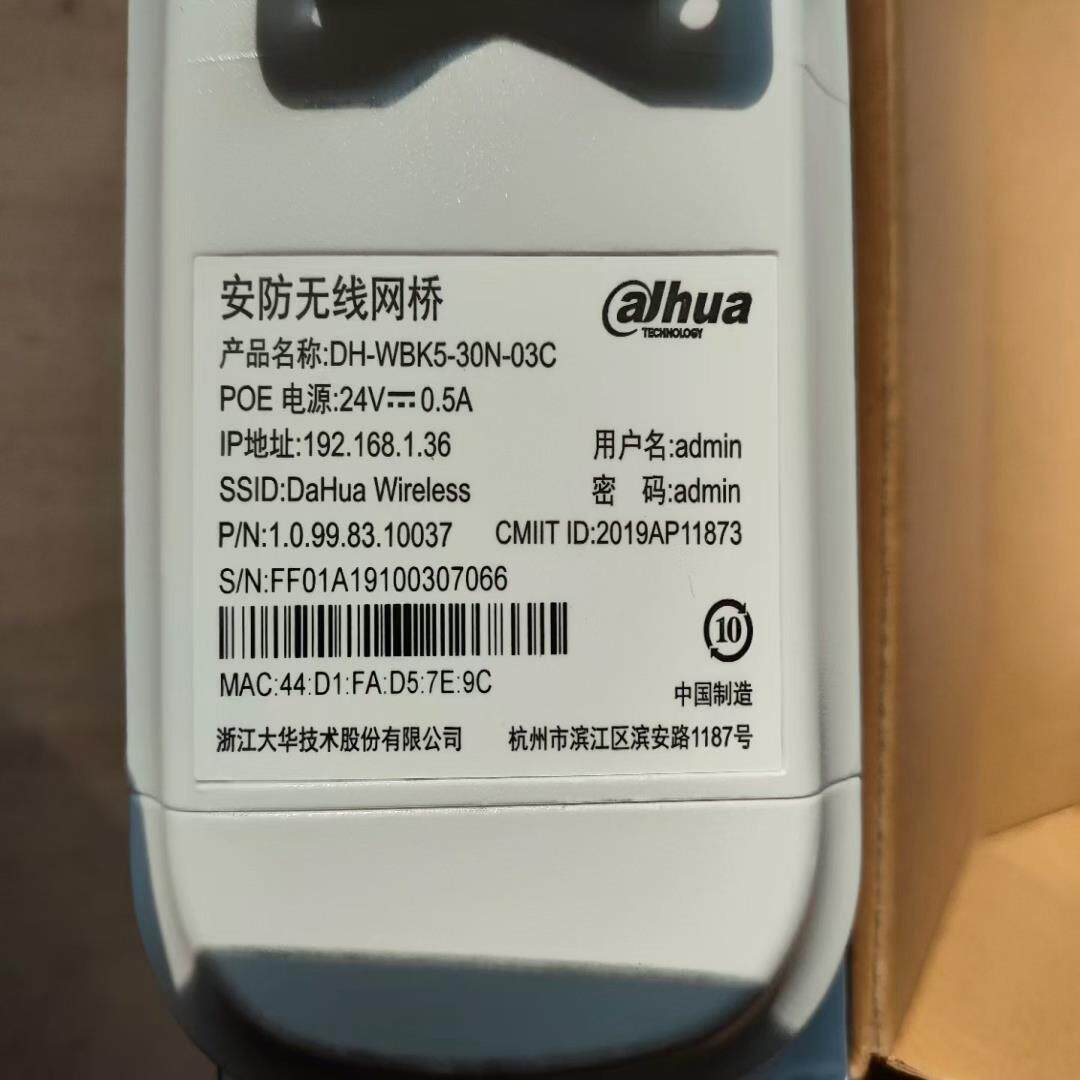 安防无线网桥
alhua
TECHNOLOGY
产品名称:DH-WBK5-30N-03C
POE 电源:24V⎓0.5A
IP地址:192.168.1.36 用户名:admin
SSID:DaHua Wireless 密 码:admin
P/N:1.0.99.83.10037 CMIIT ID:2019AP11873
S/N:FF01A19100307066
10
MAC:44:D1:FA:D5:7E:9C
中国制造
浙江大华技术股份有限公司 杭州市滨江区滨安路1187号